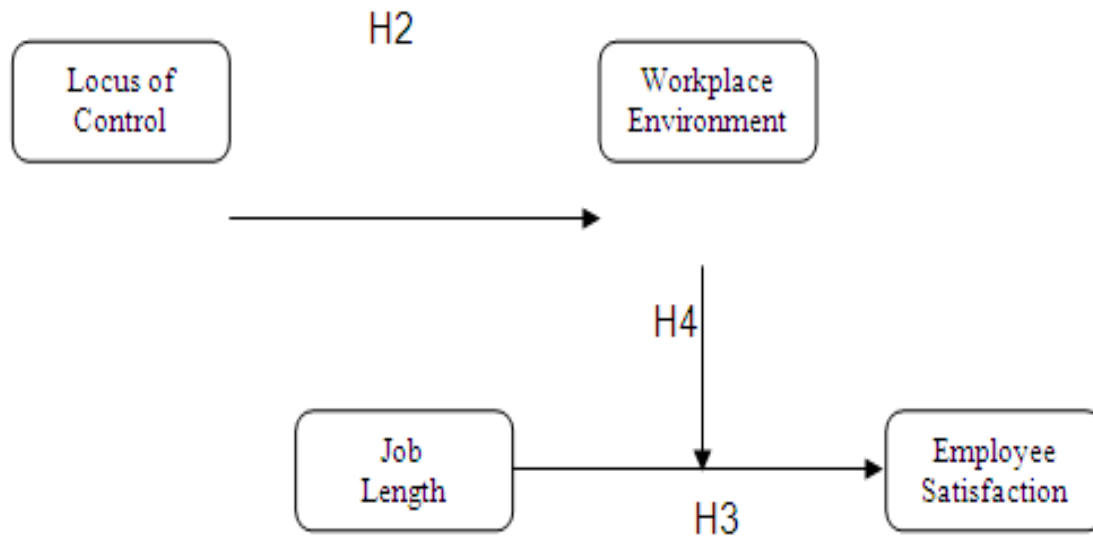 H2
Locus of
Control
Workplace
Environment
H4
Job
Length
Employee
Satisfaction
H3